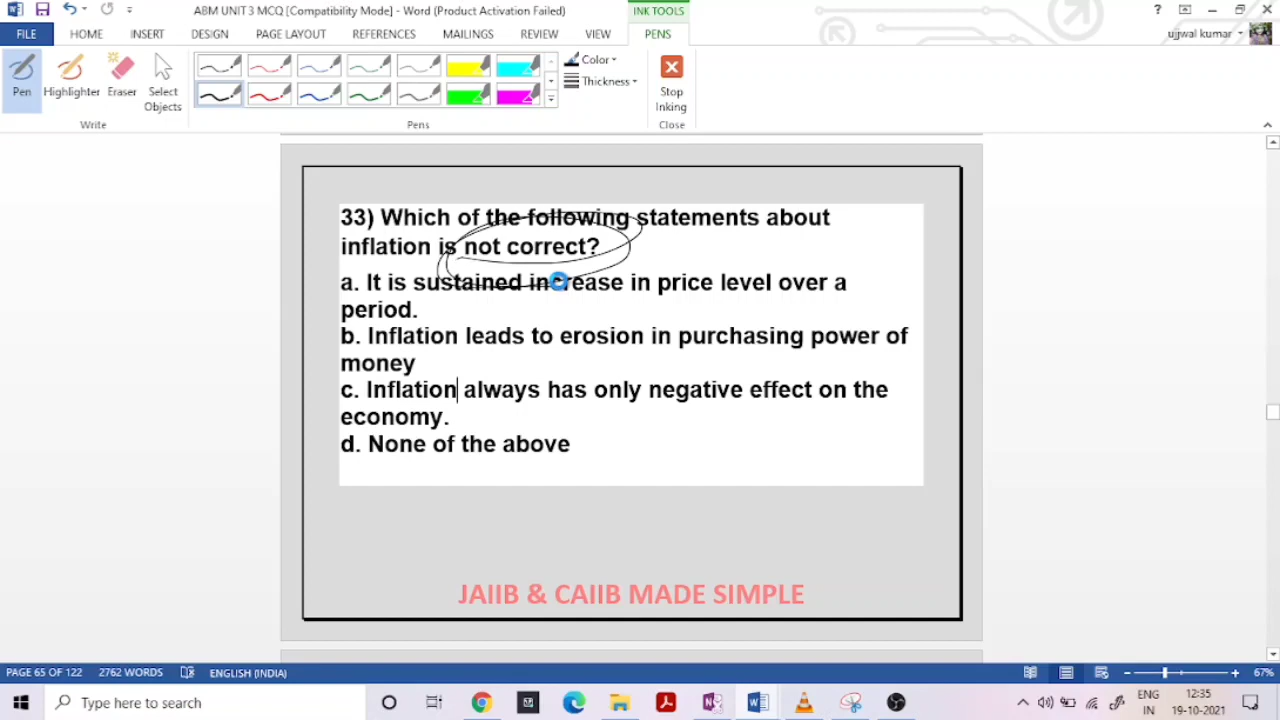 ABM UNIT 3 MCQ [Compatibility Mode] - Word (Product Activation Failed)
INK TOOLS
FILE HOME INSERT DESIGN PAGE LAYOUT REFERENCES MAILINGS REVIEW VIEW PENS
ujjwal kumar
Pen Highlighter Eraser Select Objects
Color
Thickness
Stop Inking
Write Pens Close
33) Which of the following statements about
inflation is not correct?
a. It is sustained increase in price level over a
period.
b. Inflation leads to erosion in purchasing power of
money
c. Inflation always has only negative effect on the
economy.
d. None of the above
JAIIB & CAIIB MADE SIMPLE
PAGE 65 OF 122 2762 WORDS ENGLISH (INDIA) 67%
Type here to search
ENG 12:35
IN 19-10-2021